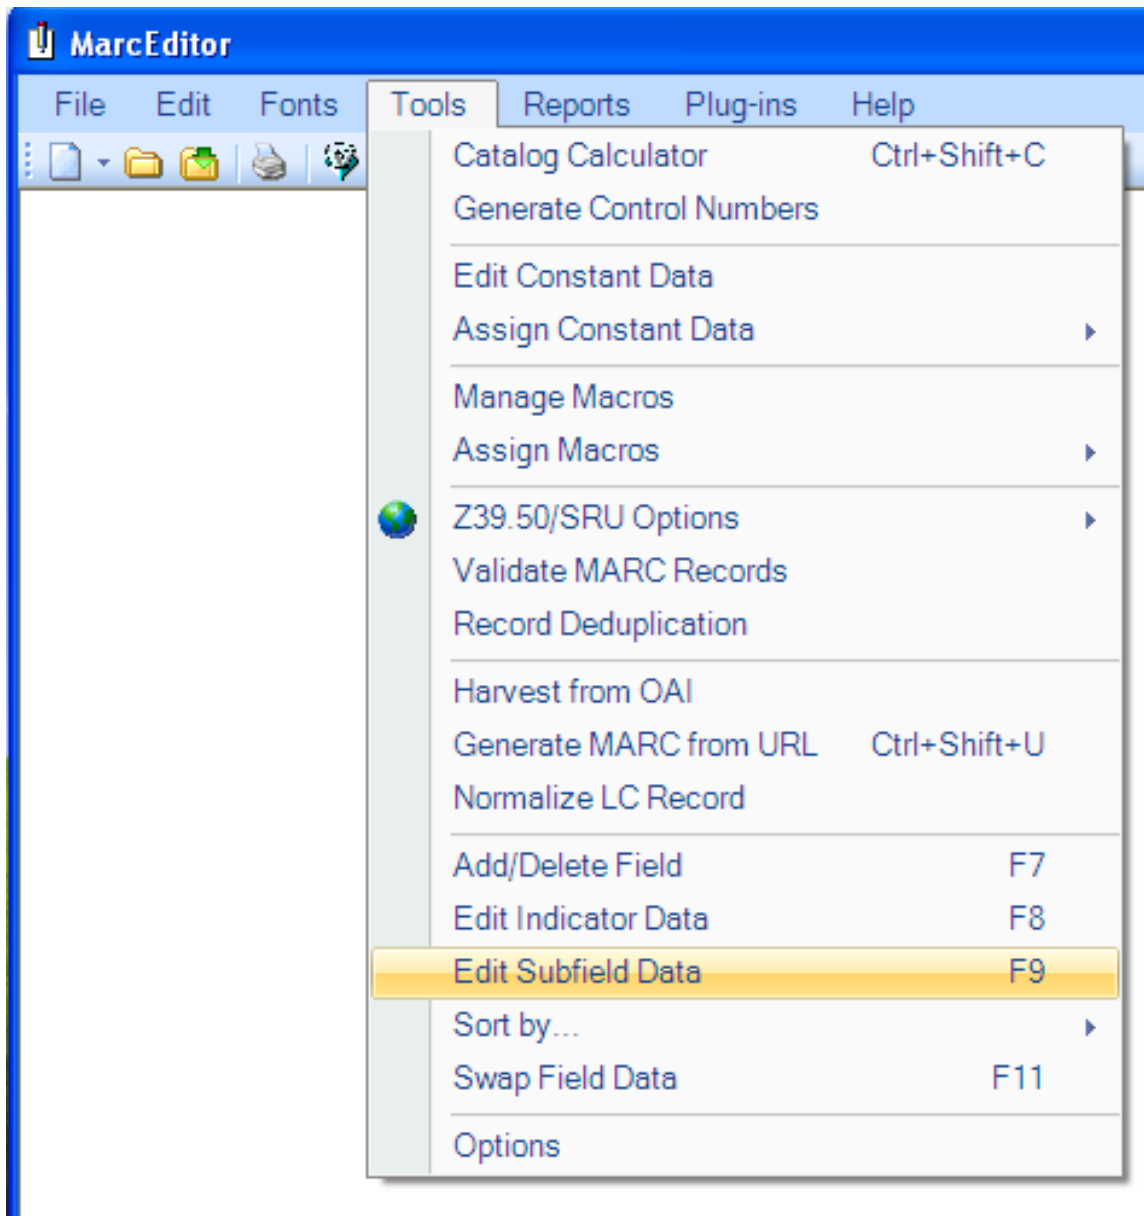 MarcEditor
File Edit Fonts Tools Reports Plug-ins Help
Catalog Calculator Ctrl+Shift+C
Generate Control Numbers
Edit Constant Data
Assign Constant Data
Manage Macros
Assign Macros
Z39.50/SRU Options
Validate MARC Records
Record Deduplication
Harvest from OAI
Generate MARC from URL Ctrl+Shift+U
Normalize LC Record
Add/Delete Field F7
Edit Indicator Data F8
Edit Subfield Data F9
Sort by...
Swap Field Data F11
Options